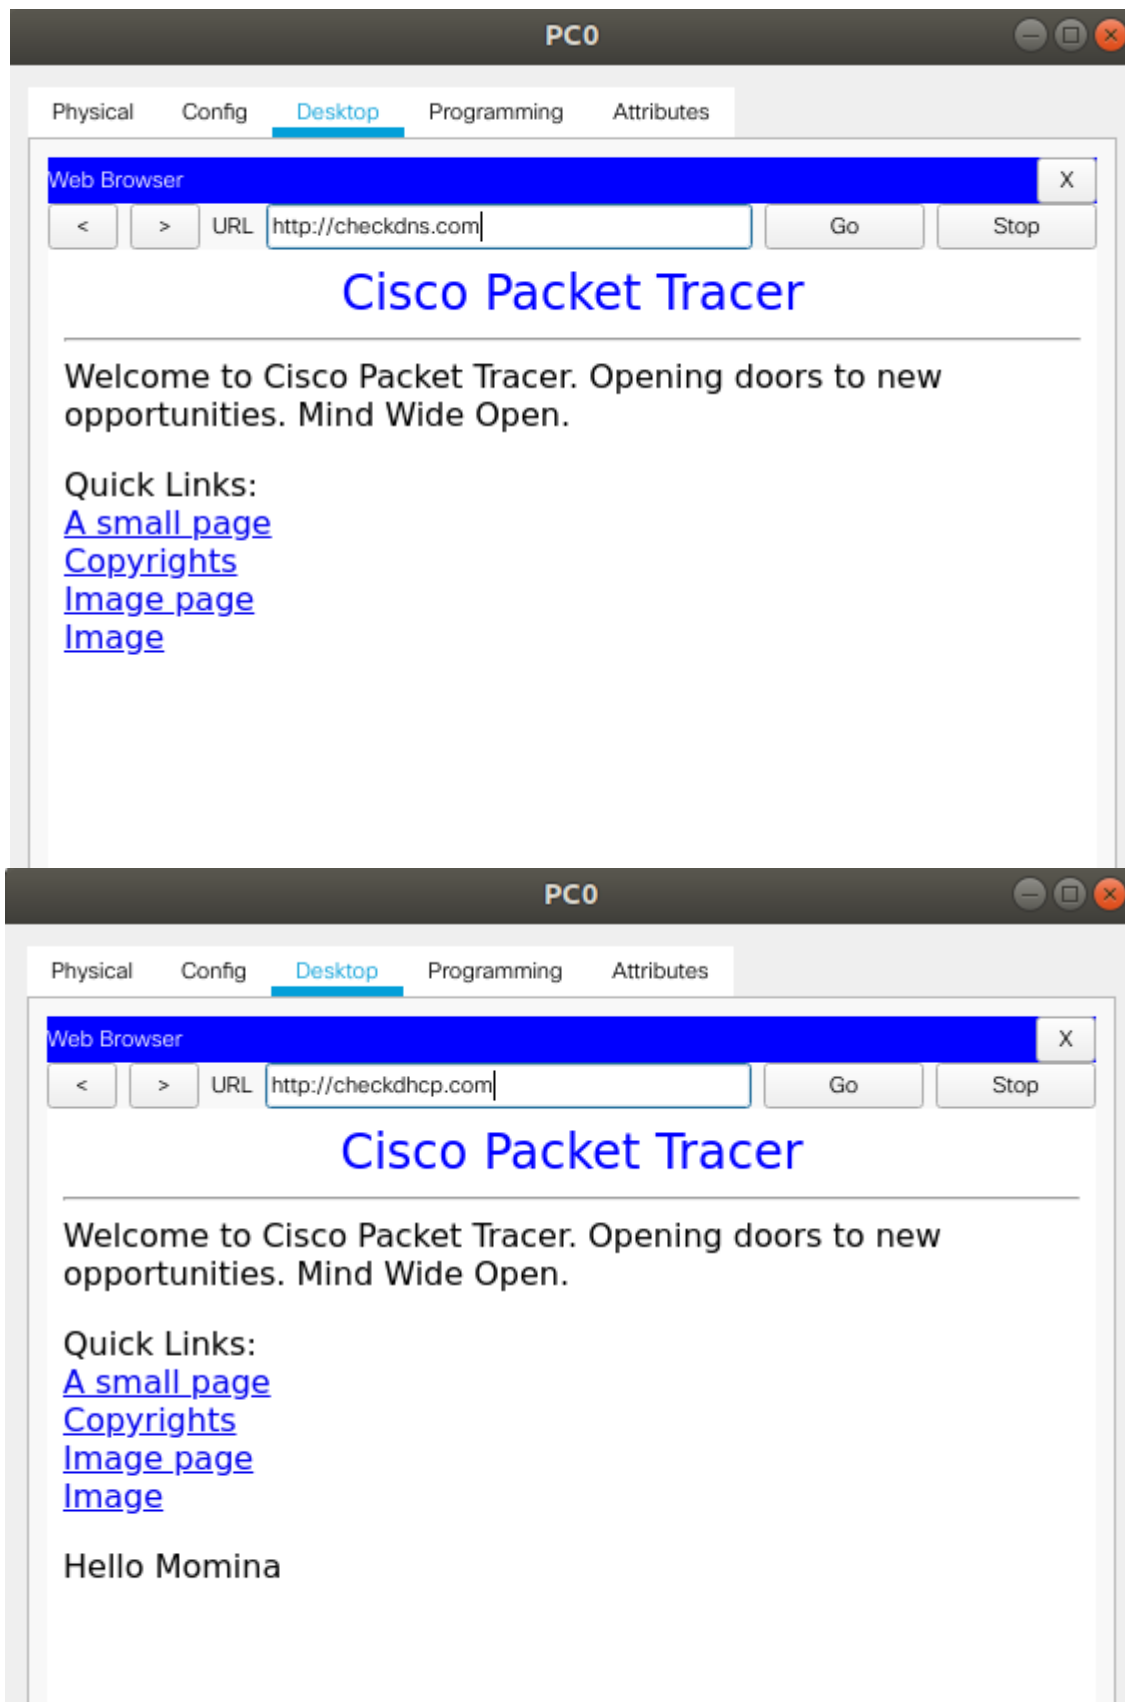 PC0
Physical Config Desktop Programming Attributes
Web Browser X
< > URL http://checkdns.com Go Stop
Cisco Packet Tracer
Welcome to Cisco Packet Tracer. Opening doors to new
opportunities. Mind Wide Open.
Quick Links:
A small page
Copyrights
Image page
Image
PC0
Physical Config Desktop Programming Attributes
Web Browser X
< > URL http://checkdhcp.com Go Stop
Cisco Packet Tracer
Welcome to Cisco Packet Tracer. Opening doors to new
opportunities. Mind Wide Open.
Quick Links:
A small page
Copyrights
Image page
Image
Hello Momina